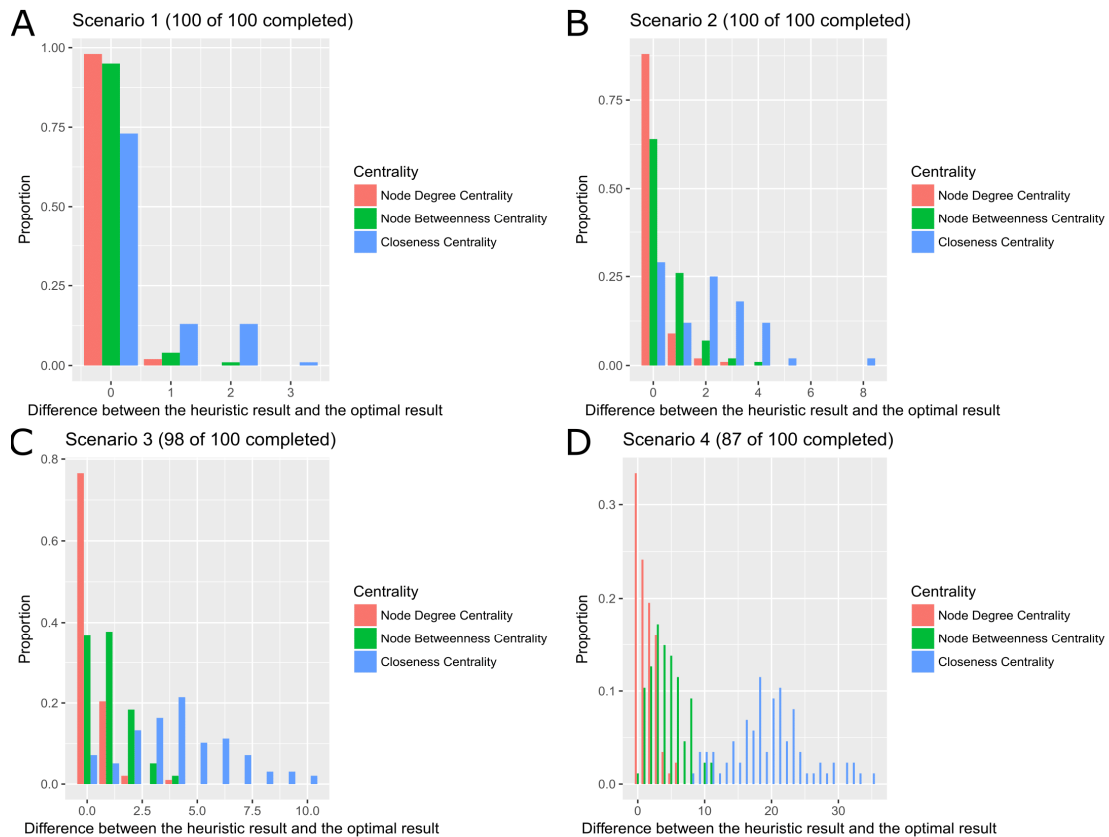 A
Scenario 1 (100 of 100 completed)
1.00
0.75
0.50
0.25
0.00
Proportion
0
1
2
3
Difference between the heuristic result and the optimal result
Centrality
Node Degree Centrality
Node Betweenness Centrality
Closeness Centrality
B
Scenario 2 (100 of 100 completed)
0.75
0.50
0.25
0.00
Proportion
0
2
4
6
8
Difference between the heuristic result and the optimal result
Centrality
Node Degree Centrality
Node Betweenness Centrality
Closeness Centrality
C
Scenario 3 (98 of 100 completed)
0.8
0.6
0.4
0.2
0.0
Proportion
0.0
2.5
5.0
7.5
10.0
Difference between the heuristic result and the optimal result
Centrality
Node Degree Centrality
Node Betweenness Centrality
Closeness Centrality
D
Scenario 4 (87 of 100 completed)
0.3
0.2
0.1
0.0
Proportion
0
10
20
30
Difference between the heuristic result and the optimal result
Centrality
Node Degree Centrality
Node Betweenness Centrality
Closeness Centrality